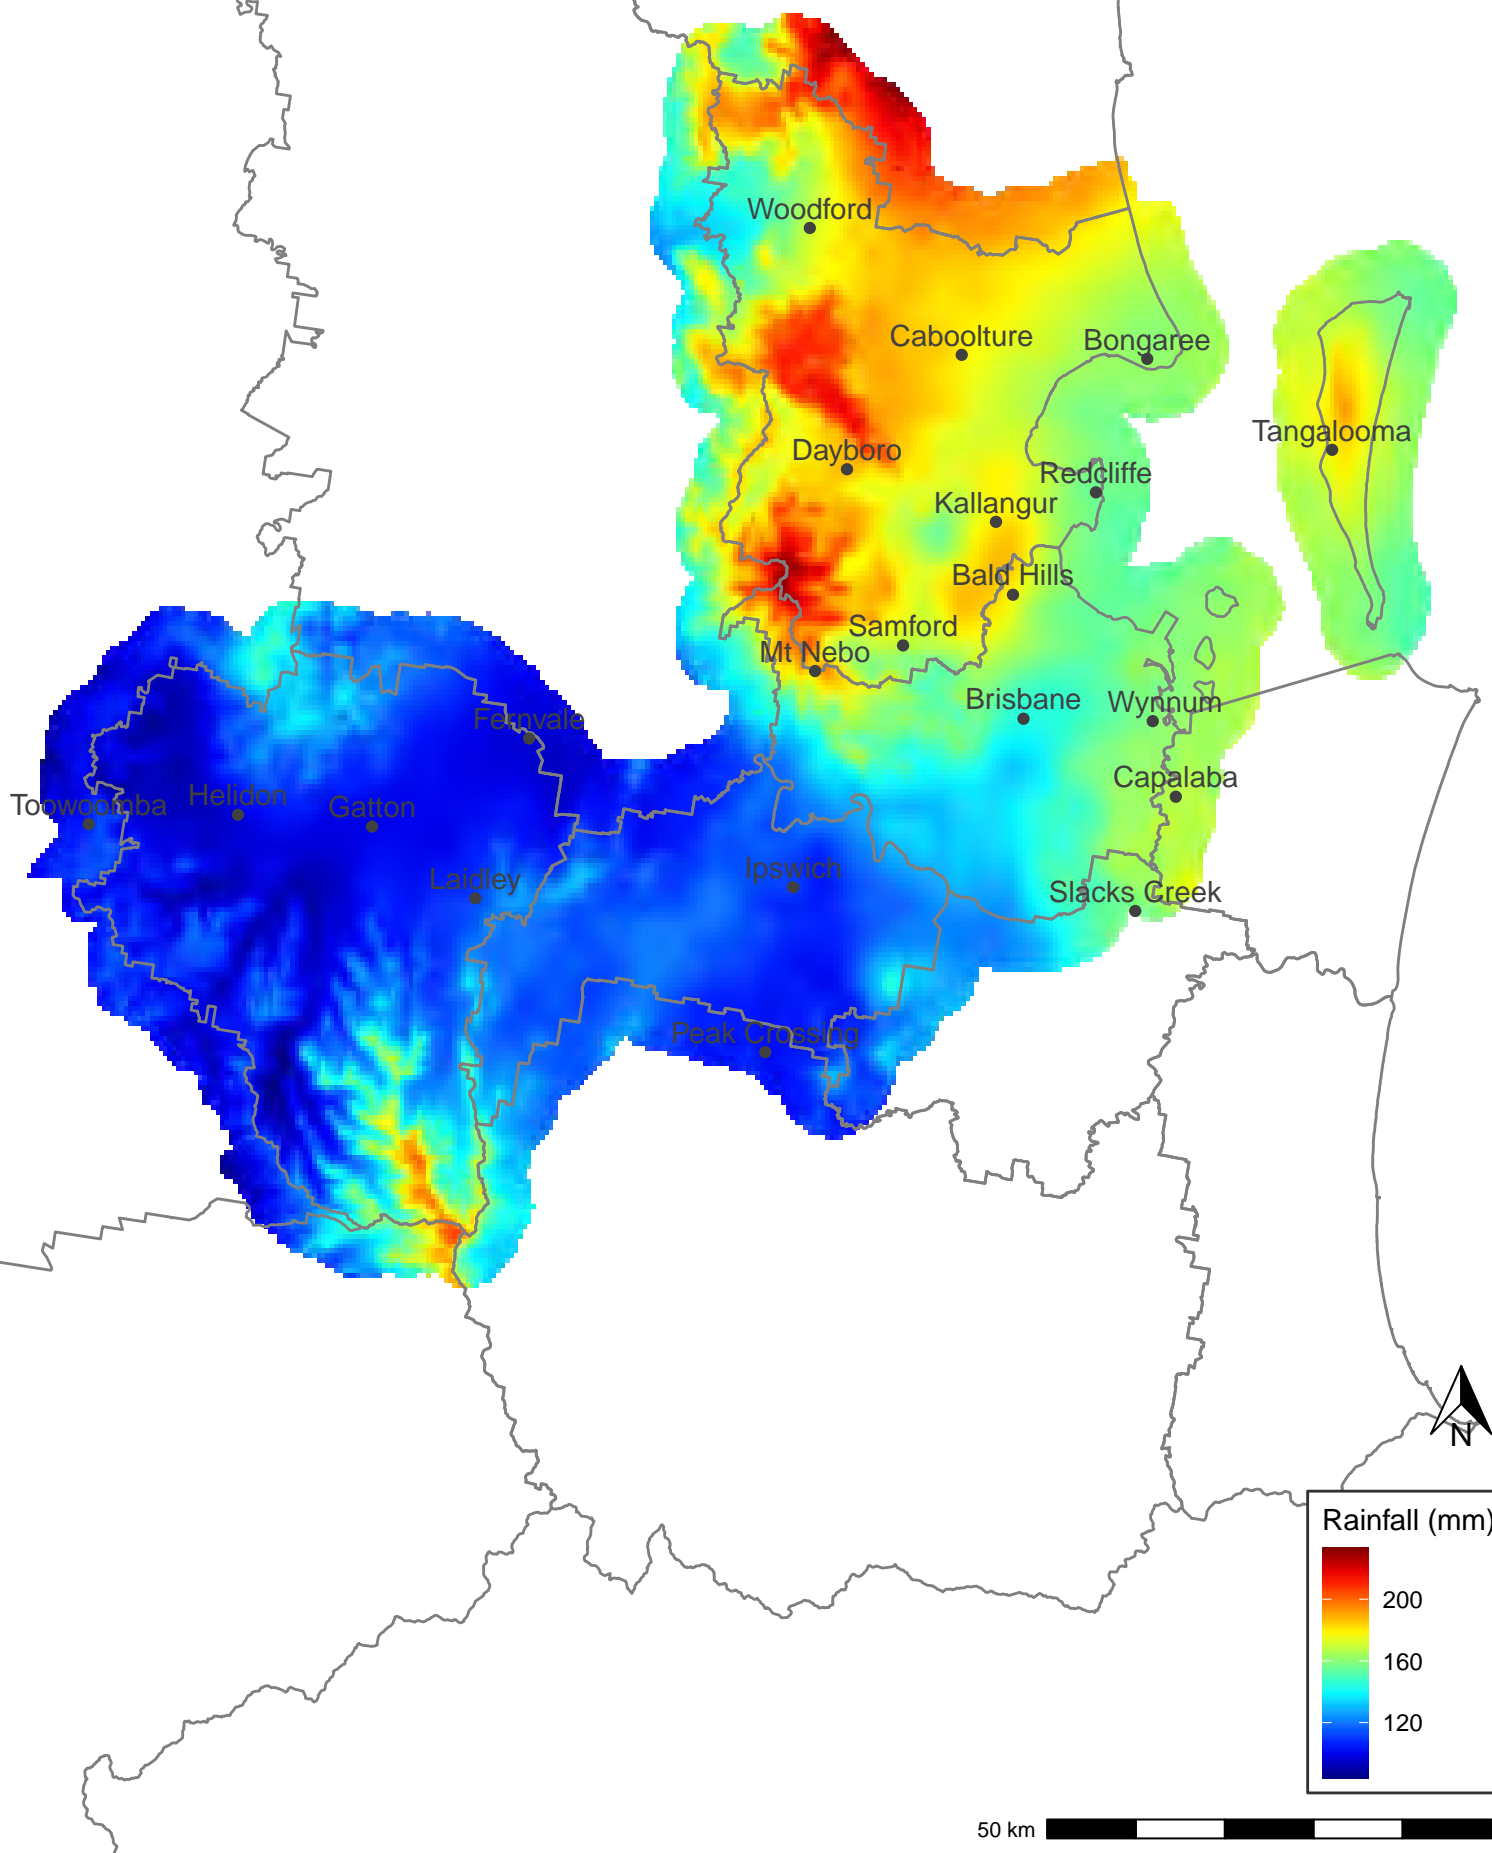 Woodford
Caboolture
Bongaree
Tangalooma
Dayboro
Redcliffe
Kallangur
Bald Hills
Samford
Mt Nebo
Brisbane
Wynnum
Fernvale
Capalaba
Toowoomba
Helidon
Gatton
Ipswich
Laidley
Slacks Creek
Peak Crossing
N
Rainfall (mm)
200
160
120
50 km